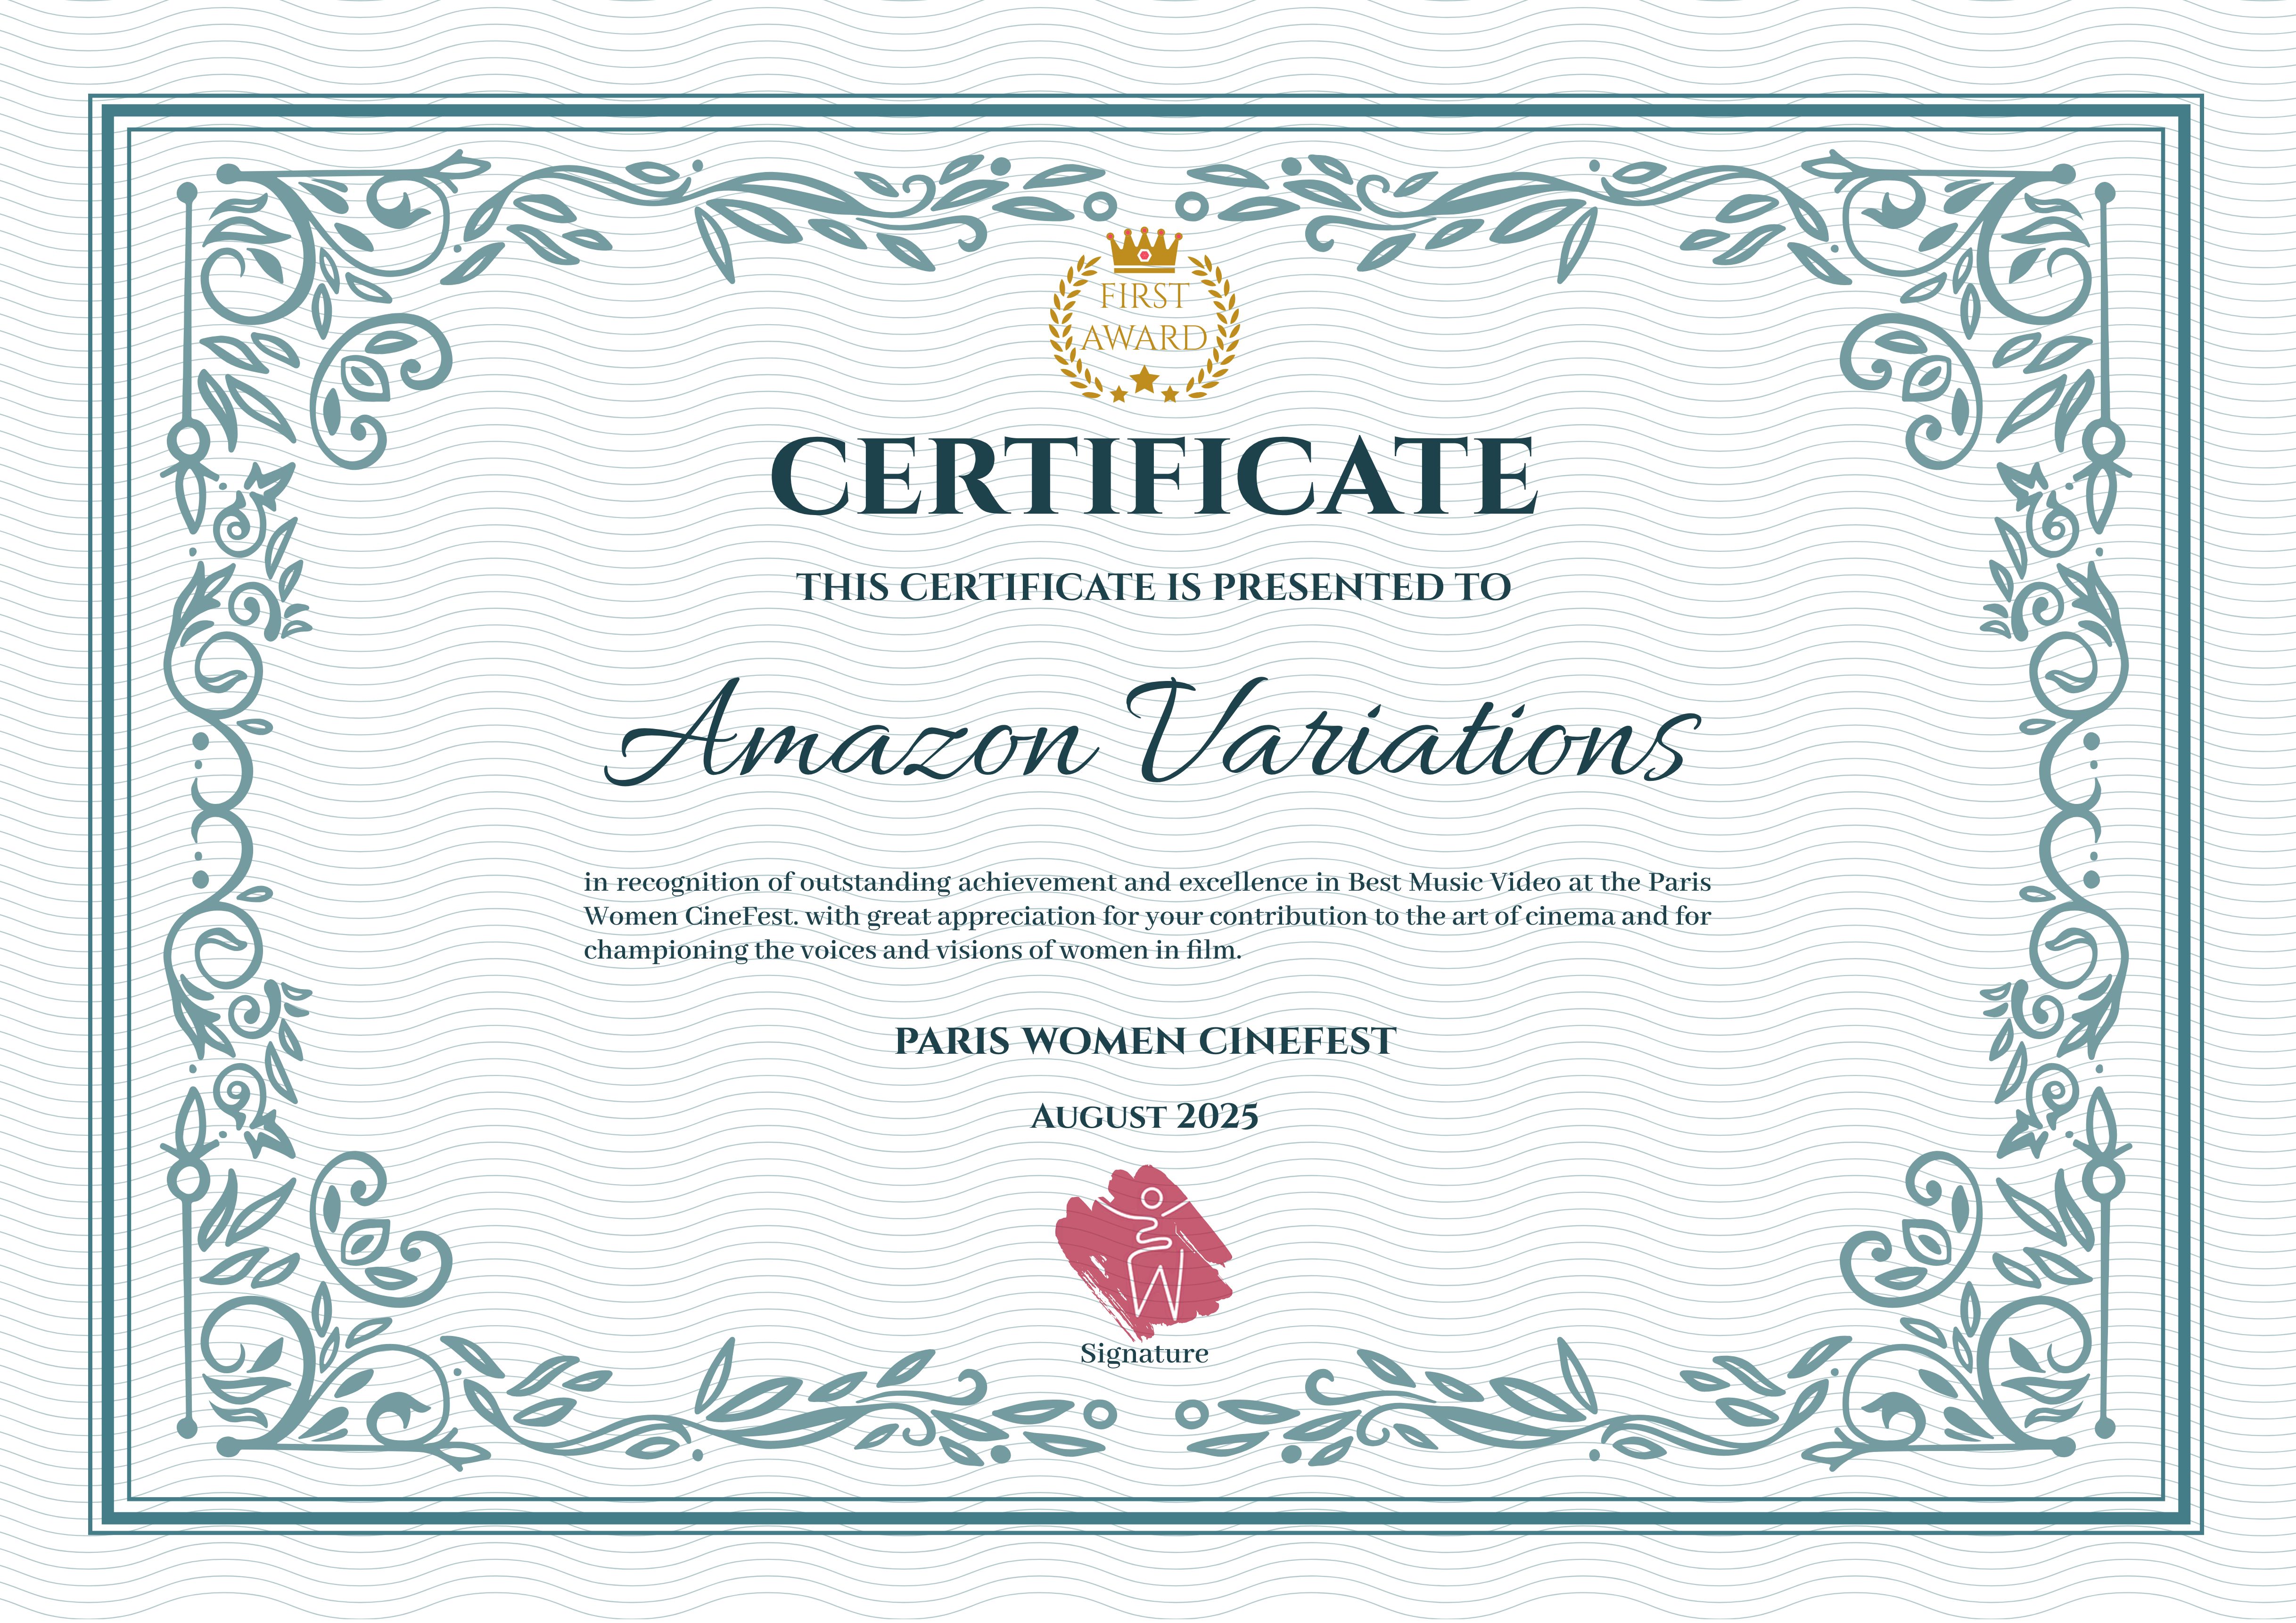 FIRST
AWARD
CERTIFICATE
THIS CERTIFICATE IS PRESENTED TO
Amazon Variations
in recognition of outstanding achievement and excellence in Best Music Video at the Paris
Women CineFest. with great appreciation for your contribution to the art of cinema and for
championing the voices and visions of women in film.
PARIS WOMEN CINEFEST
AUGUST 2025
W
Signature